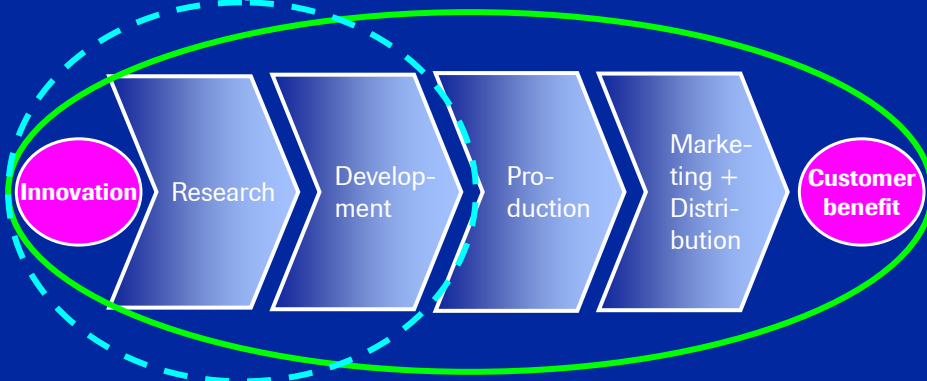 Innovation
Research
Develop-
ment
Pro-
duction
Marke-
ting +
Distri-
bution
Customer
benefit